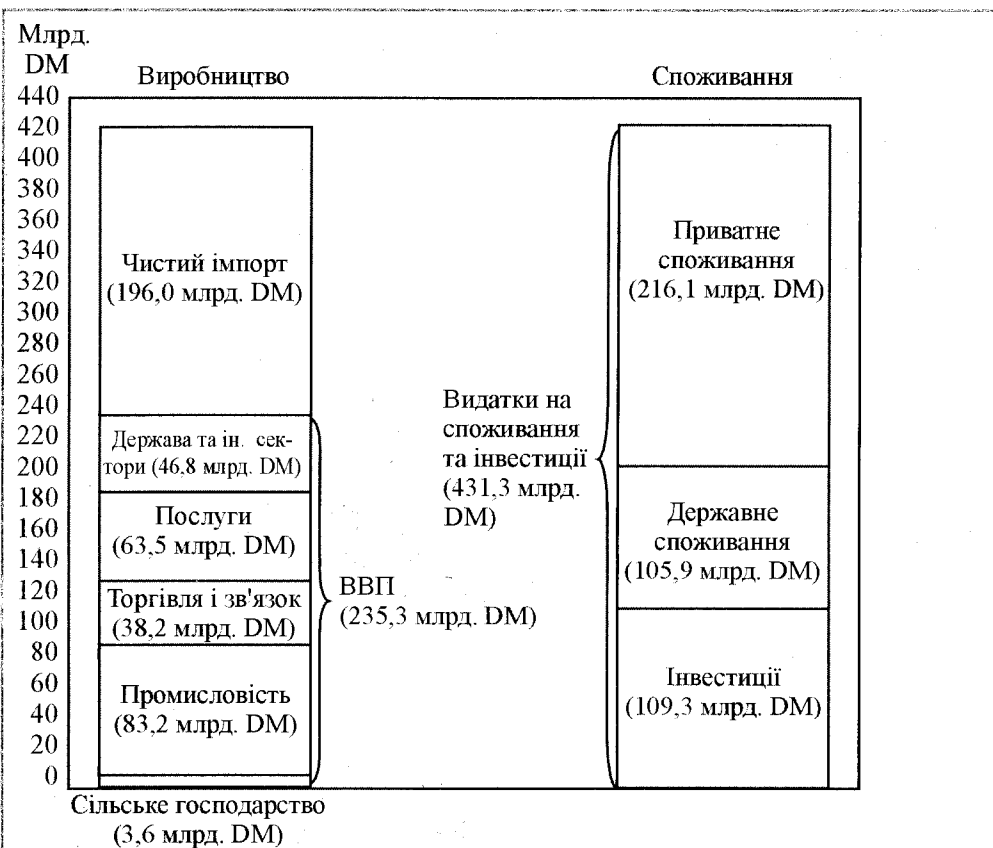 Млрд.
DM
Виробництво
Споживання
440
420
400
380
360
340
320
300
280
260
240
220
200
180
160
140
120
100
80
60
40
20
0
Чистий імпорт
(196,0 млрд. DM)
Держава та ін. сек-
тори (46,8 млрд. DM)
Послуги
(63,5 млрд. DM)
Торгівля і зв'язок
(38,2 млрд. DM)
Промисловість
(83,2 млрд. DM)
Сільське господарство
(3,6 млрд. DM)
ВВП
(235,3 млрд. DM)
Видатки на
споживання
та інвестиції
(431,3 млрд.
DM)
Приватне
споживання
(216,1 млрд. DM)
Державне
споживання
(105,9 млрд. DM)
Інвестиції
(109,3 млрд. DM)